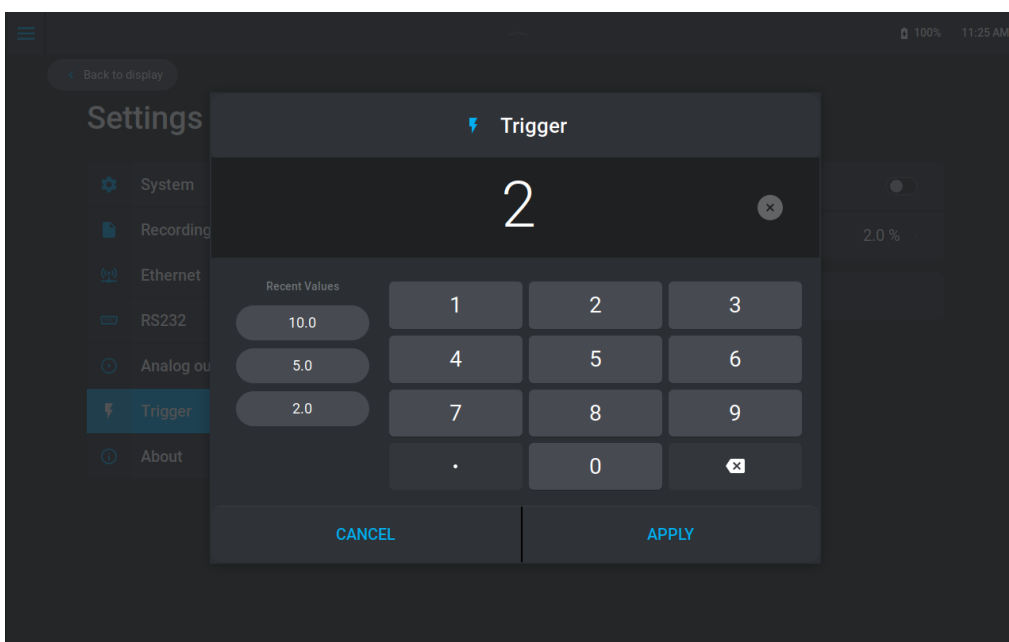 100% 11:25 AM
Back to display
Settings
Trigger
2
System
Recording
2.0 %
Ethernet
RS232
Analog ou
Trigger
About
Recent Values
10.0
5.0
2.0
1 2 3
4 5 6
7 8 9
. 0
CANCEL APPLY